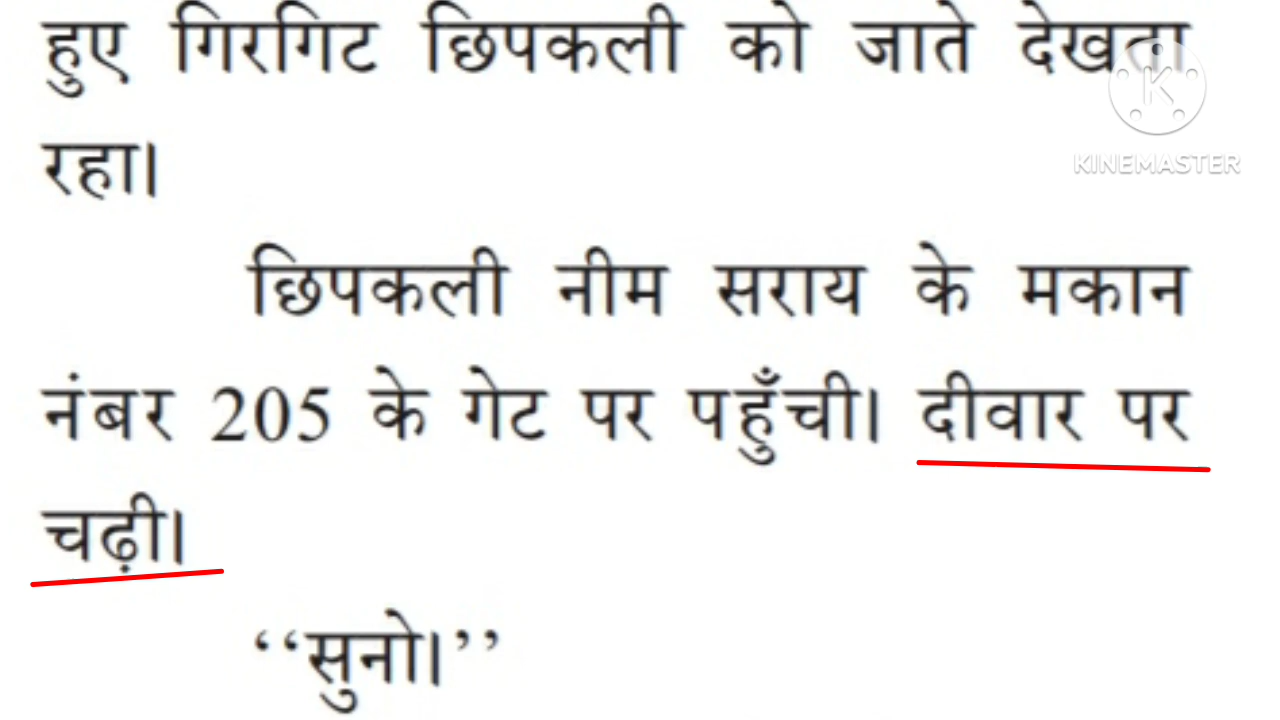 हुए गिरगिट छिपकली को जाते देखता
रहा।
छिपकली नीम सराय के मकान
नंबर 205 के गेट पर पहुँची। दीवार पर
चढ़ी।
‘‘सुनो।’’
KINEMASTER